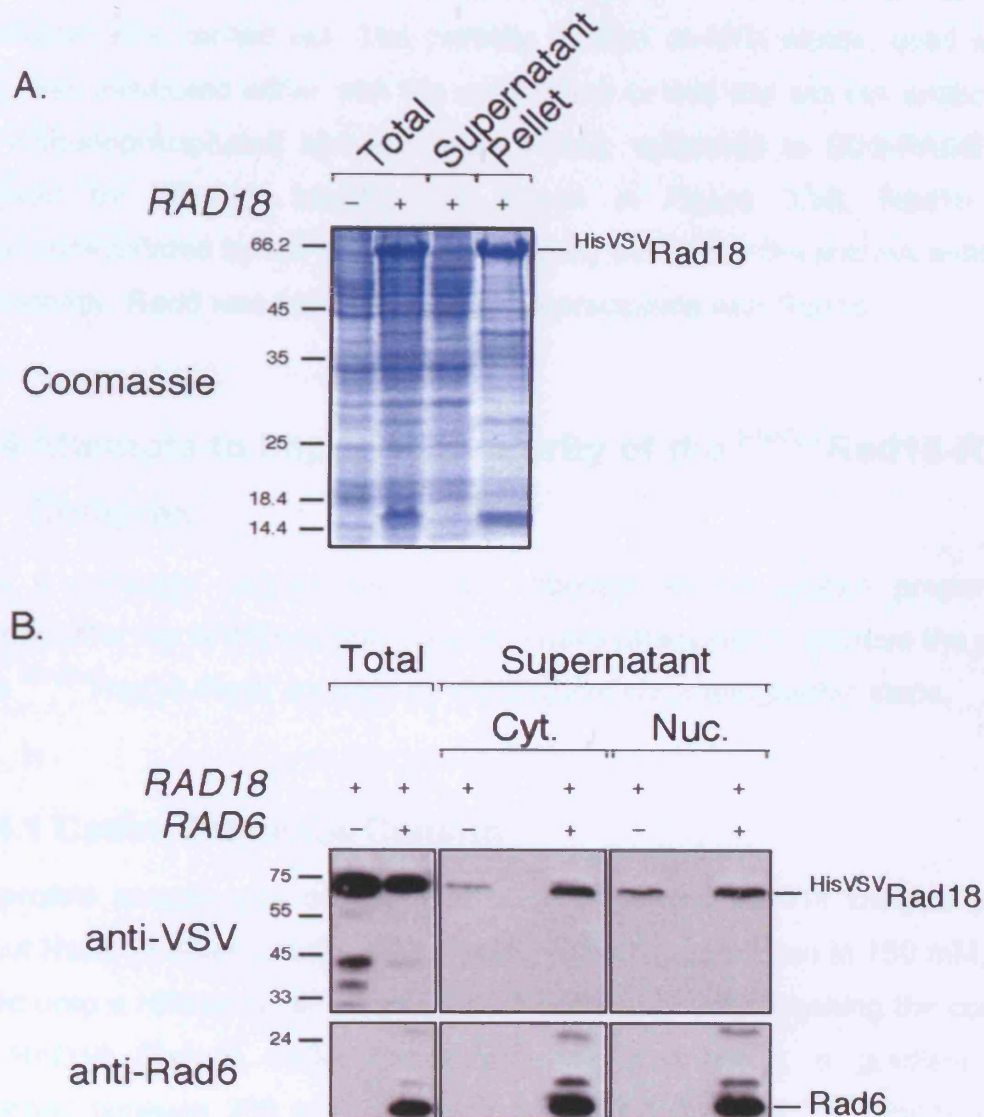 A.
Total
Supernatant
Pellet
RAD18 - + + +
66.2
HisVSVRad18
45
35
Coomassie
25
18.4
14.4
B.
Total Supernatant
Cyt. Nuc.
RAD18 + + + + + +
RAD6 – + – + – +
75
HisVSVRad18
55
anti-VSV
45
33
24
anti-Rad6
Rad6